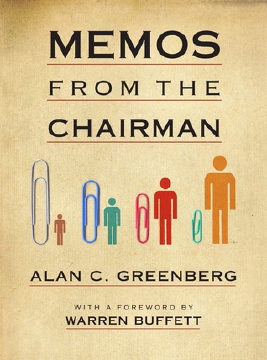 MEMOS
FROM THE
CHAIRMAN
ALAN C. GREENBERG
WITH A FOREWORD BY
WARREN BUFFETT